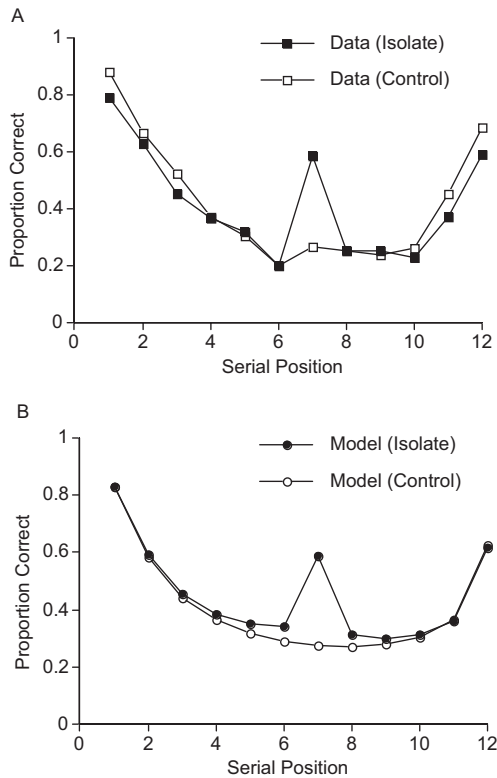 A
1
0.8
0.6
0.4
0.2
0
Proportion Correct
Data (Isolate)
Data (Control)
0 2 4 6 8 10 12
Serial Position
B
1
0.8
0.6
0.4
0.2
0
Proportion Correct
Model (Isolate)
Model (Control)
0 2 4 6 8 10 12
Serial Position